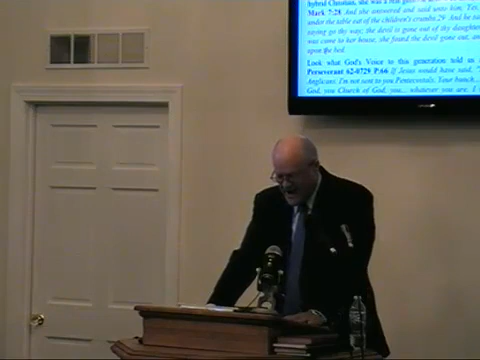 hybrid Christian, she was a real
Mark 7:28 And she answered and said unto him, Yes
under the table eat of the children's crumbs.29 And he
saying go thy way; the devil is gone out of thy daughter
was come to her house, she found the devil gone out, and
upon the bed.
Look what God's Voice to this generation told us
Perseverant 62-0729 P:66 If Jesus would have said, "
Anglicans, I'm not sent to you Pentecostals. Your bunch
God, you Church of God, you... whatever you are, I